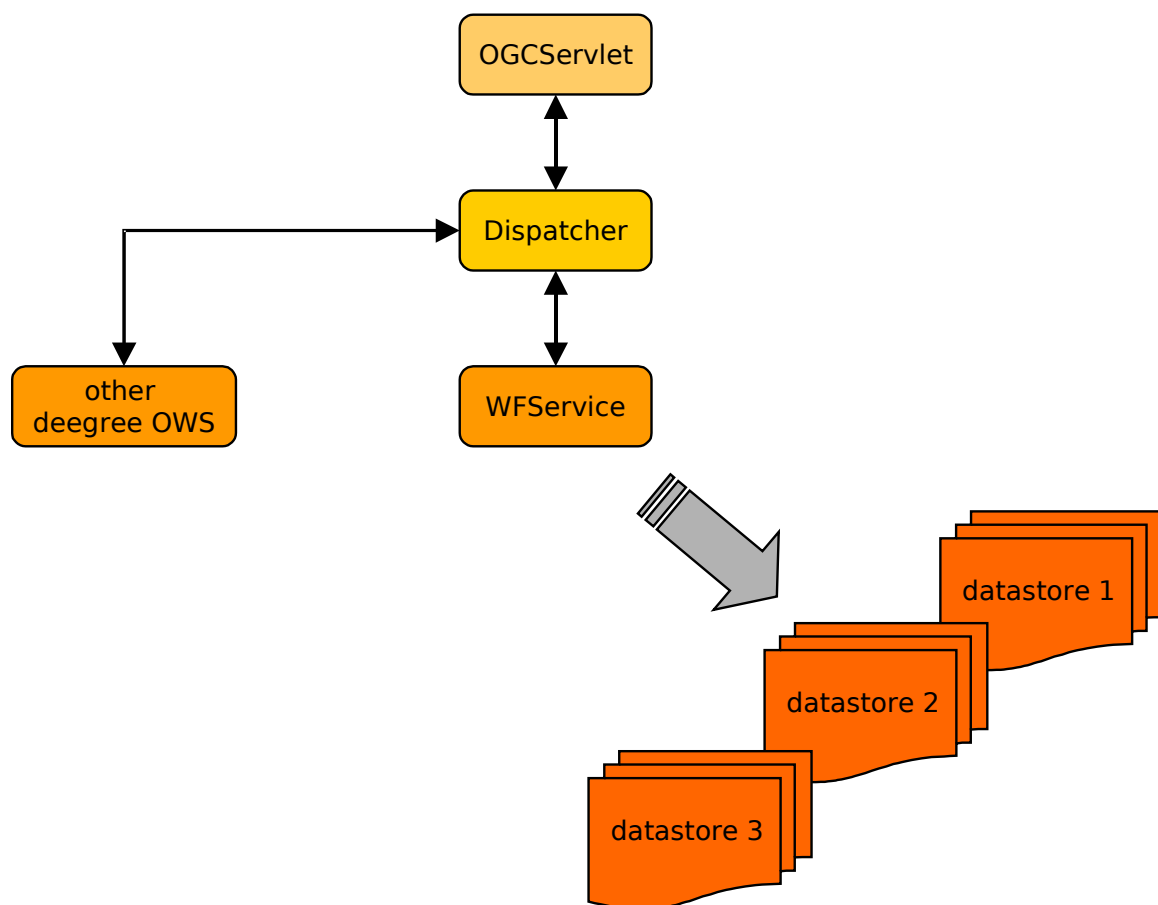 OGCServlet
Dispatcher
other
deegree OWS
WFService
datastore 1
datastore 2
datastore 3